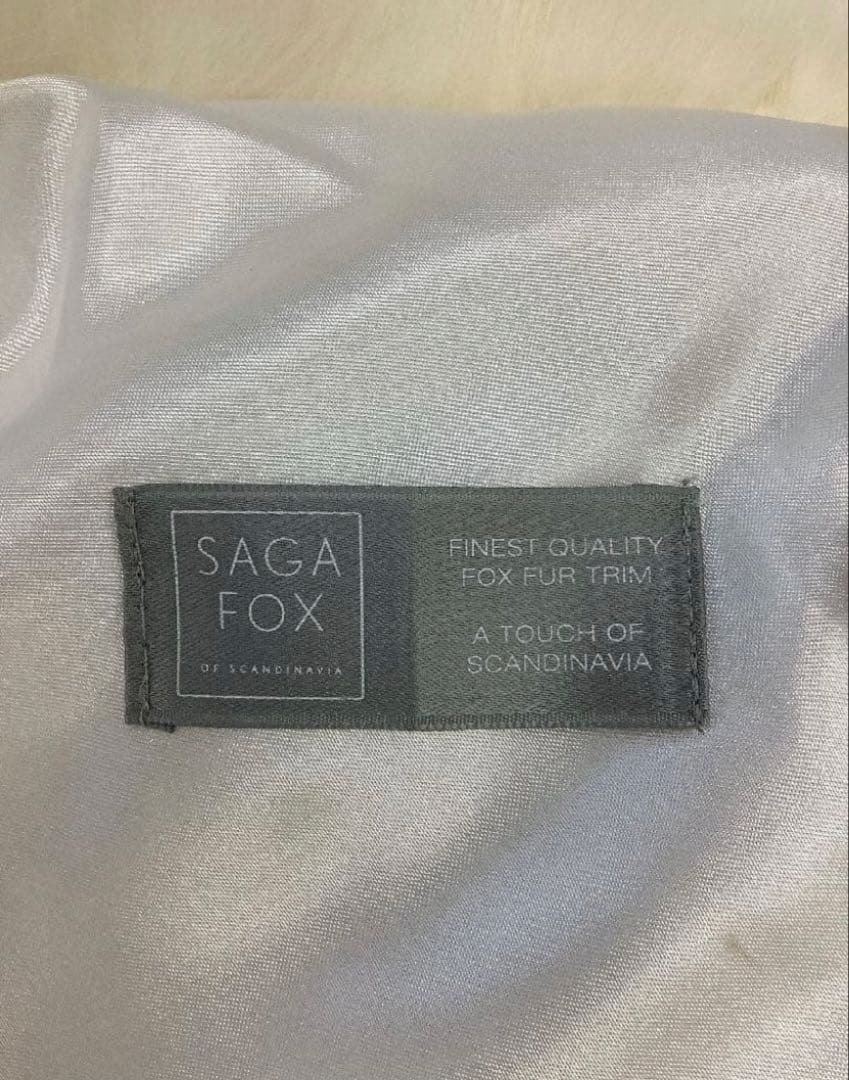 SAGA
FOX
OF SCANDINAVIA
FINEST QUALITY
FOX FUR TRIM
A TOUCH OF
SCANDINAVIA